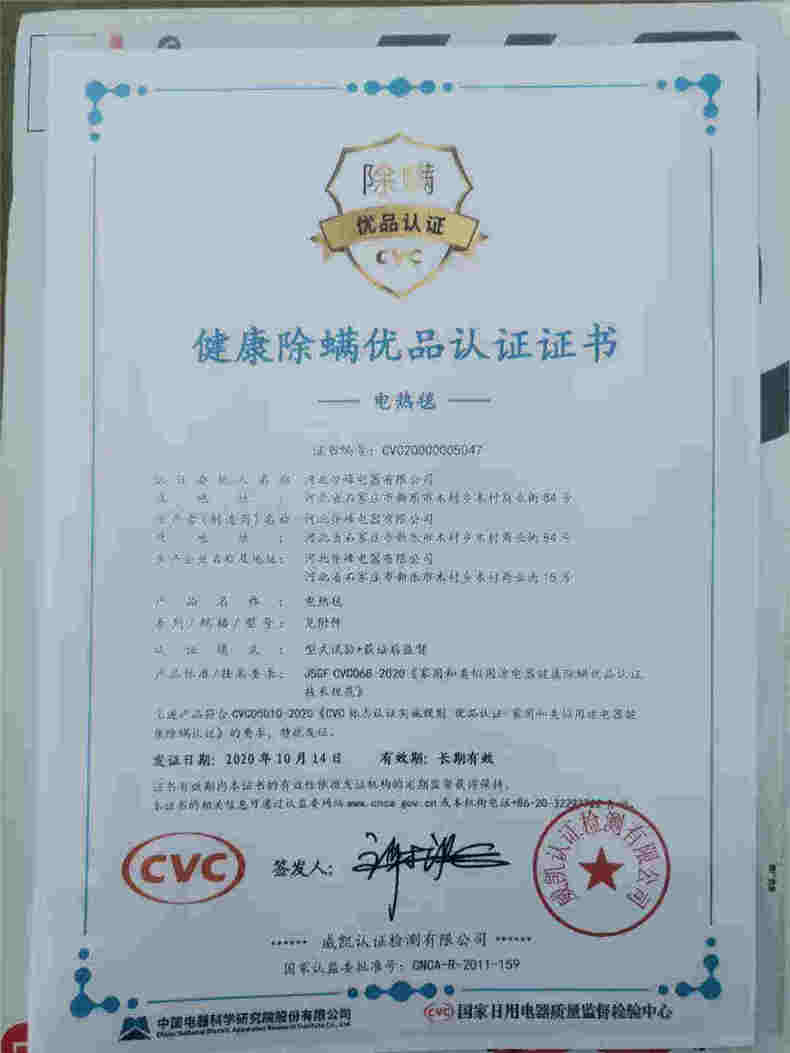 除螨
优品认证
CVC
健康除螨优品认证证书
电热毯
证书编号：CVC020000005047
认证委托人名称 河北 电器有限公司
地址：河北省石家庄市新乐市木村乡木村商业街84号
生产者(制造商)名称 河北 电器有限公司
地址：河北省石家庄市新乐市木村乡木村商业街84号
生产企业名称及地址：河北 电器有限公司
河北省石家庄市新乐市木村乡木村商业街15号
产品名称：电热毯
系列/规格/型号：见附件
认证模式：型式试验+获证后监督
产品标准/技术要求：JSGF CVC066-2020《家用和类似用途电器健康除螨优品认证
技术规范》
上述产品符合CVC05010-2020《CVC标志认证实施规则 优品认证 家用和类似用途电器健
康除螨认证》的要求，特此发证。
发证日期：2020年10月14日 有效期：长期有效
证书有效期内本证书的有效性依据发证机构的定期监督获得保持。
本证书的相关信息可通过认监委网站www.cnca.gov.cn或本机构电话+86-20-
CVC
签发人：
威凯认证检测有限公司
威凯认证检测有限公司
国家认监委批准号：CNCA-R-2011-159
中国电器科学研究院股份有限公司
China National Electric Apparatus Research Institute Co., Ltd.
CVC 国家日用电器质量监督检验中心